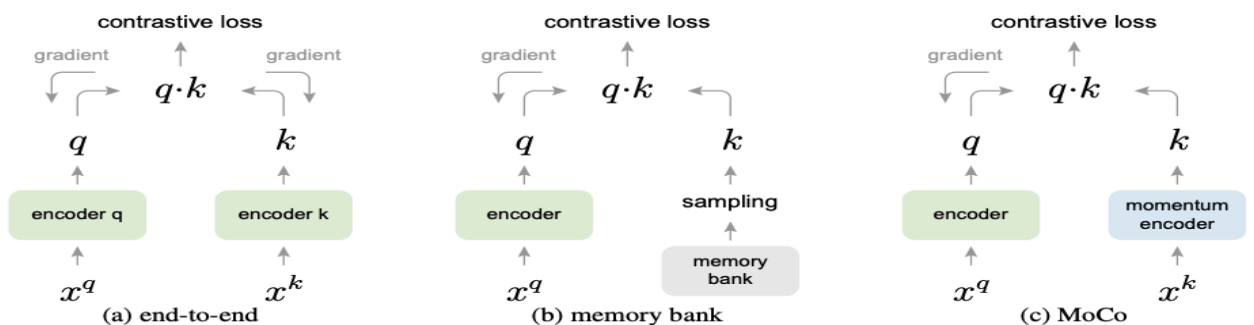 contrastive loss
gradient gradient
q·k
q k
encoder q encoder k
x^q x^k
(a) end-to-end
contrastive loss
gradient
q·k
q k
encoder sampling
memory
bank
x^q
(b) memory bank
contrastive loss
gradient
q·k
q k
encoder momentum
encoder
x^q x^k
(c) MoCo